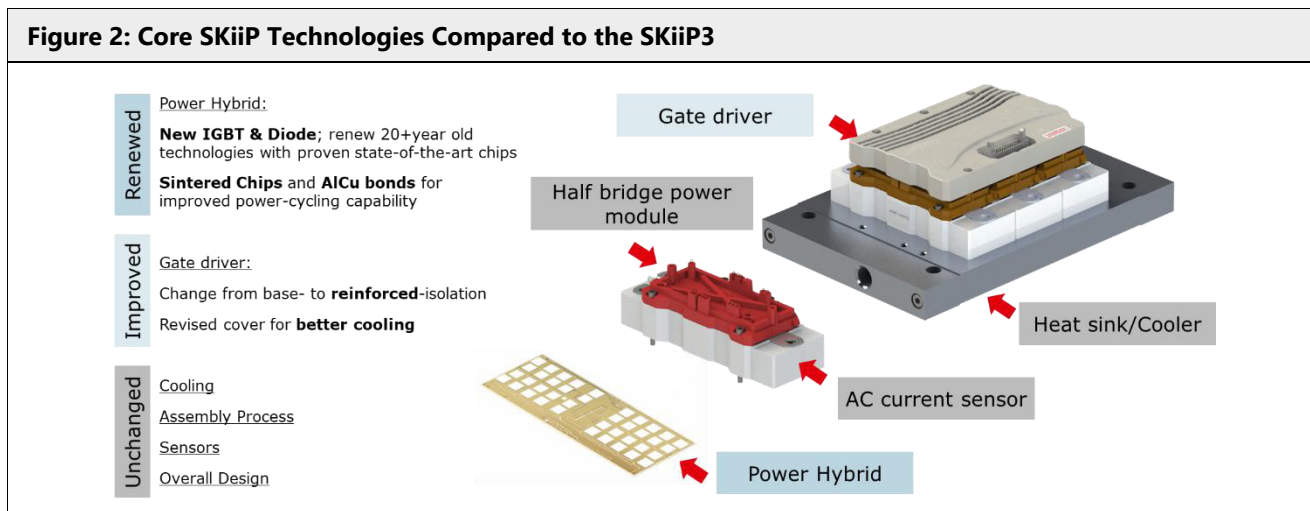 Figure 2: Core SKiiP Technologies Compared to the SKiiP3
Renewed
Power Hybrid:
New IGBT & Diode; renew 20+year old
technologies with proven state-of-the-art chips
Sintered Chips and AlCu bonds for
improved power-cycling capability
Improved
Gate driver:
Change from base- to reinforced-isolation
Revised cover for better cooling
Unchanged
Cooling
Assembly Process
Sensors
Overall Design
Gate driver
Half bridge power
module
Heat sink/Cooler
AC current sensor
Power Hybrid